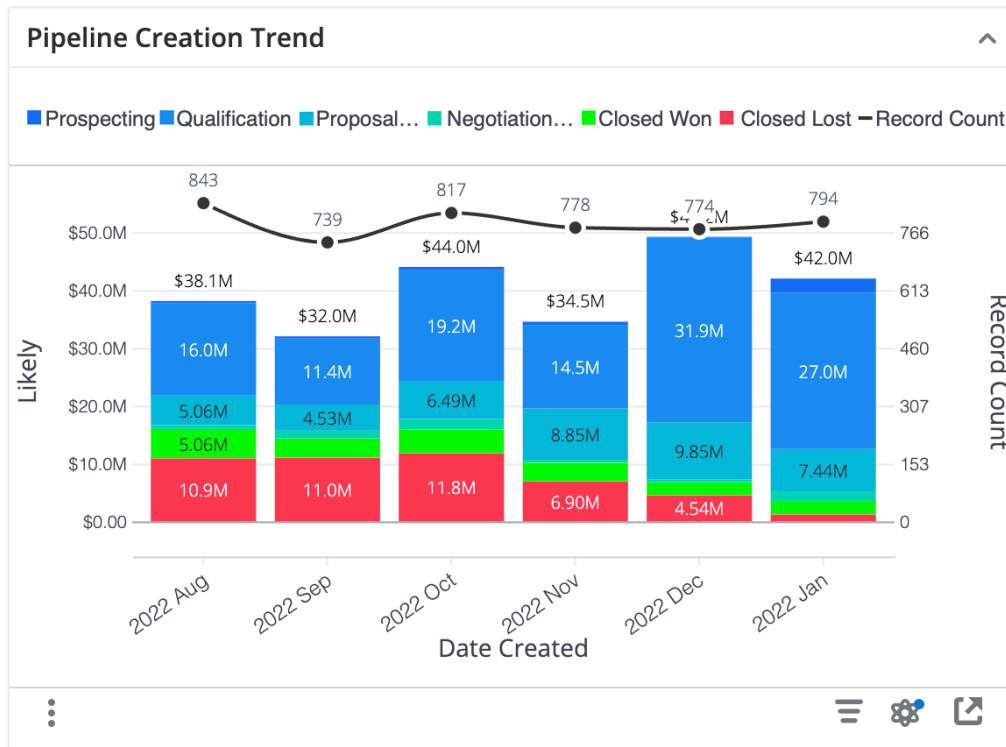 Pipeline Creation Trend
Prospecting Qualification Proposal... Negotiation... Closed Won Closed Lost Record Count
843
739
817
778
774
794
$50.0M
$40.0M
$30.0M
$20.0M
$10.0M
$0.00
Likely
$38.1M
16.0M
5.06M
5.06M
10.9M
$32.0M
11.4M
4.53M
11.0M
$44.0M
19.2M
6.49M
11.8M
$34.5M
14.5M
8.85M
6.90M
31.9M
9.85M
4.54M
$42.0M
27.0M
7.44M
766
613
460
307
153
0
Record Count
2022 Aug
2022 Sep
2022 Oct
2022 Nov
2022 Dec
2022 Jan
Date Created